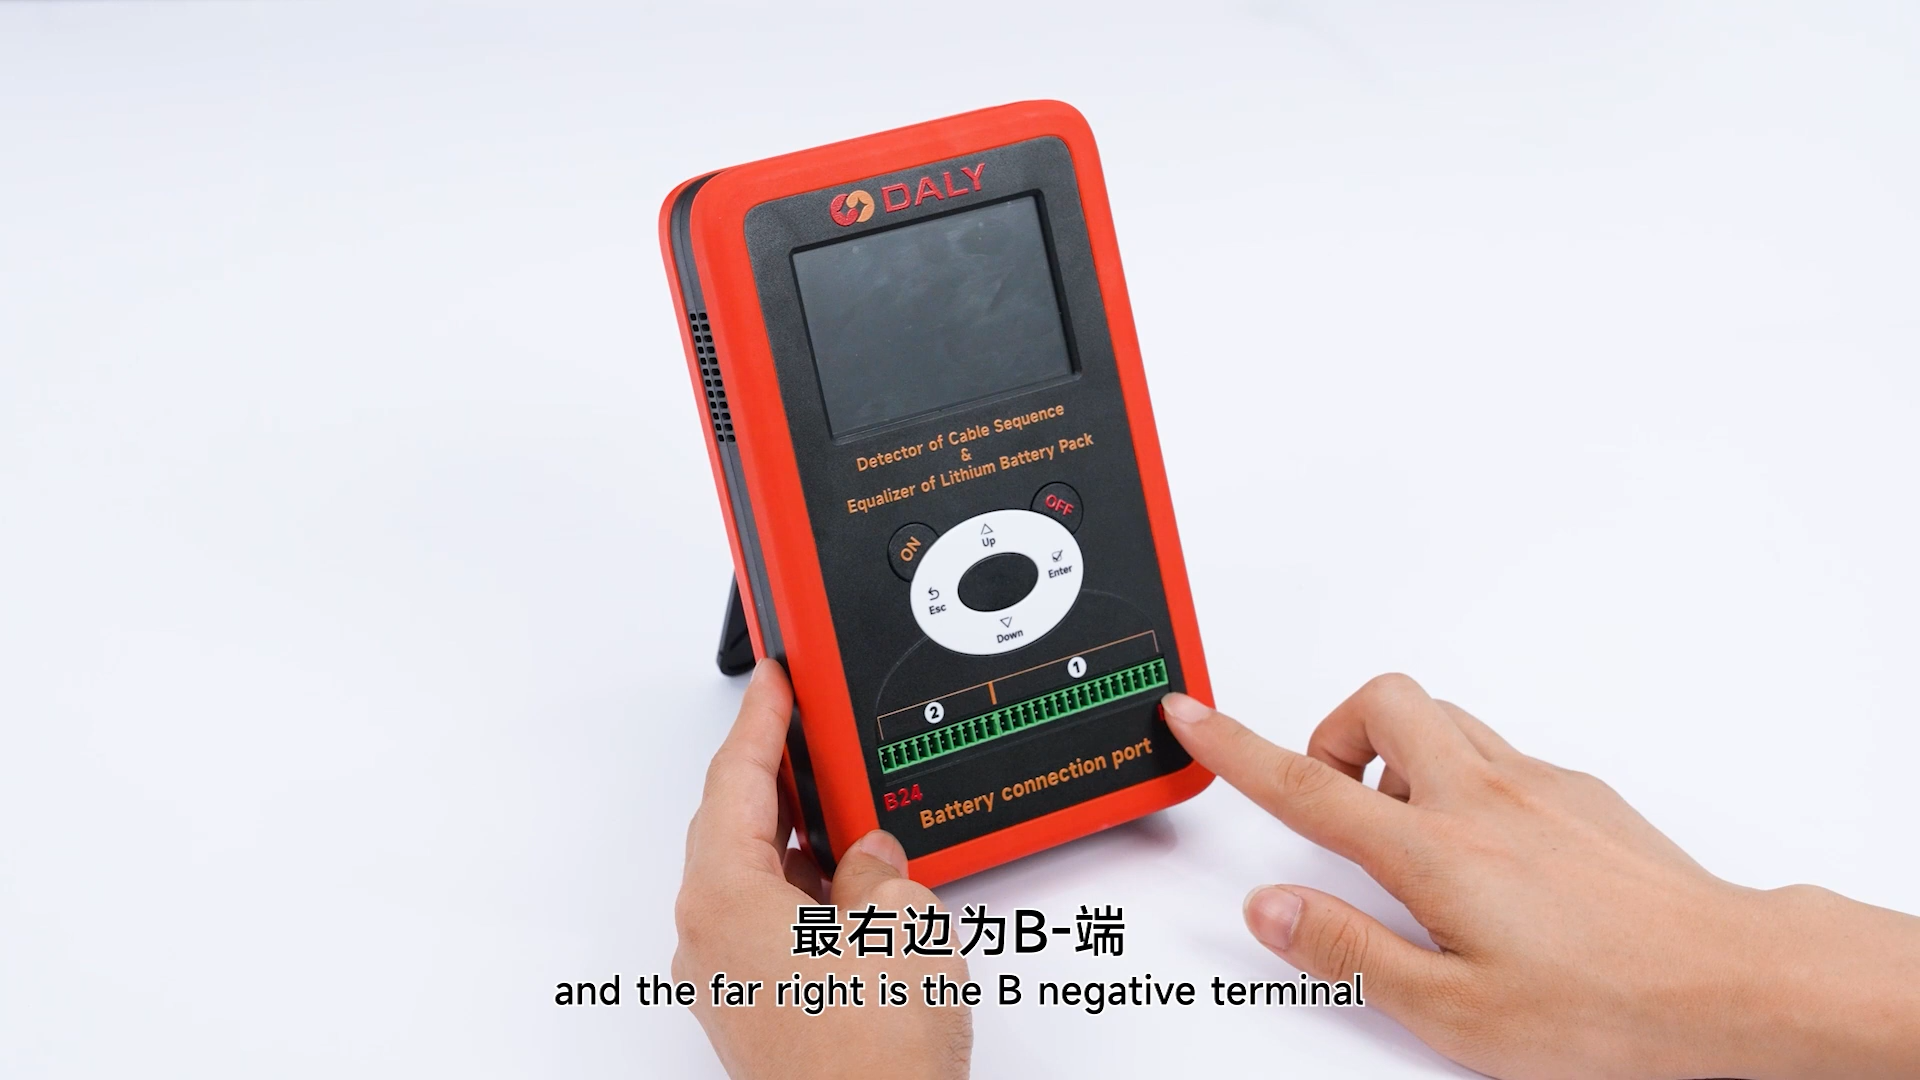 DALY
Detector of Cable Sequence
&
Equalizer of Lithium Battery Pack
ON
OFF
Up
Enter
Esc
Down
1
2
B24
Battery connection port
最右边为B-端
and the far right is the B negative terminal